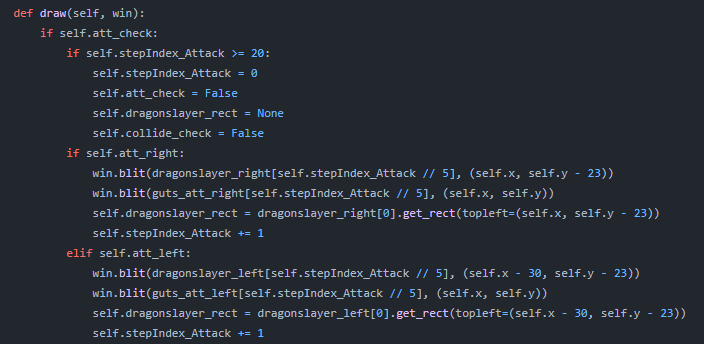 def draw(self, win):
    if self.att_check:
        if self.stepIndex_Attack >= 20:
            self.stepIndex_Attack = 0
            self.att_check = False
            self.dragonslayer_rect = None
            self.collide_check = False
        if self.att_right:
            win.blit(dragonslayer_right[self.stepIndex_Attack // 5], (self.x, self.y - 23))
            win.blit(guts_att_right[self.stepIndex_Attack // 5], (self.x, self.y))
            self.dragonslayer_rect = dragonslayer_right[0].get_rect(topleft=(self.x, self.y - 23))
            self.stepIndex_Attack += 1
        elif self.att_left:
            win.blit(dragonslayer_left[self.stepIndex_Attack // 5], (self.x - 30, self.y - 23))
            win.blit(guts_att_left[self.stepIndex_Attack // 5], (self.x, self.y))
            self.dragonslayer_rect = dragonslayer_left[0].get_rect(topleft=(self.x - 30, self.y - 23))
            self.stepIndex_Attack += 1